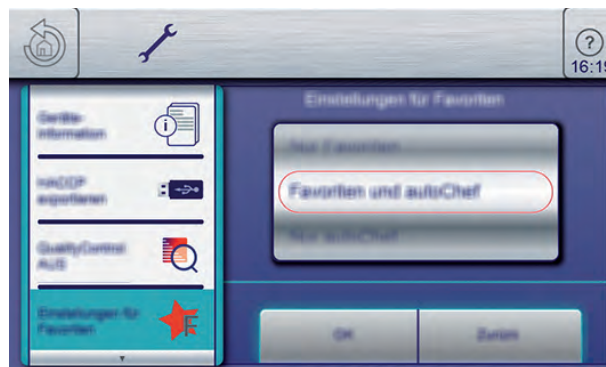 ?
16:19
Einstellungen für Favoriten
Geräte-
information
i
Nur Favoriten
HACCP
exportieren
Favoriten und autoChef
QualityControl
AUS
Nur autoChef
Einstellungen für
Favoriten
F
OK
Zurück